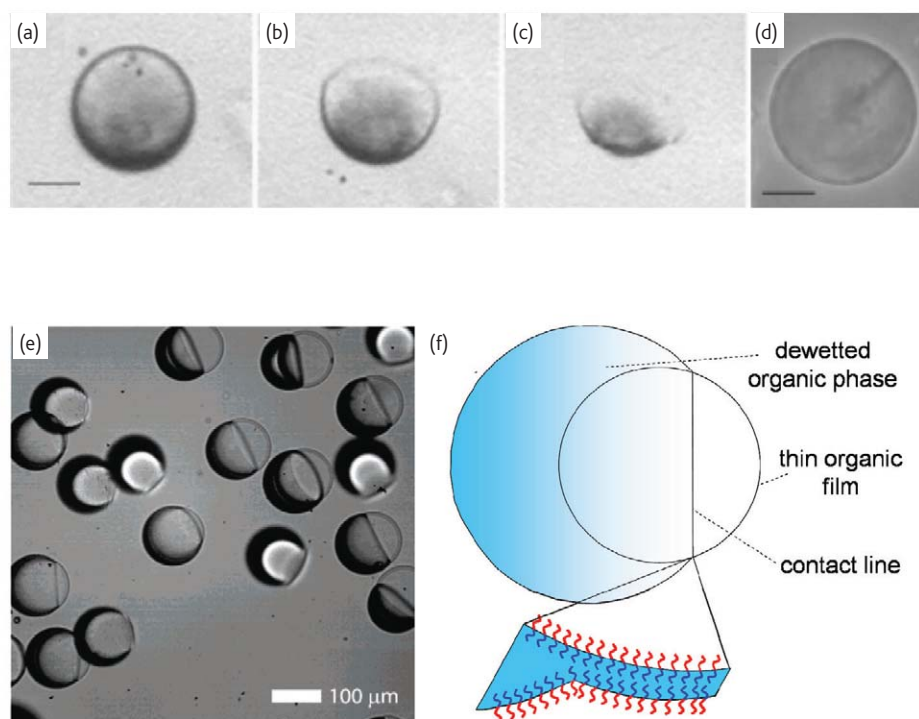 (a)
(b)
(c)
(d)
(e)
100 μm
(f)
dewetted
organic phase
thin organic
film
contact line